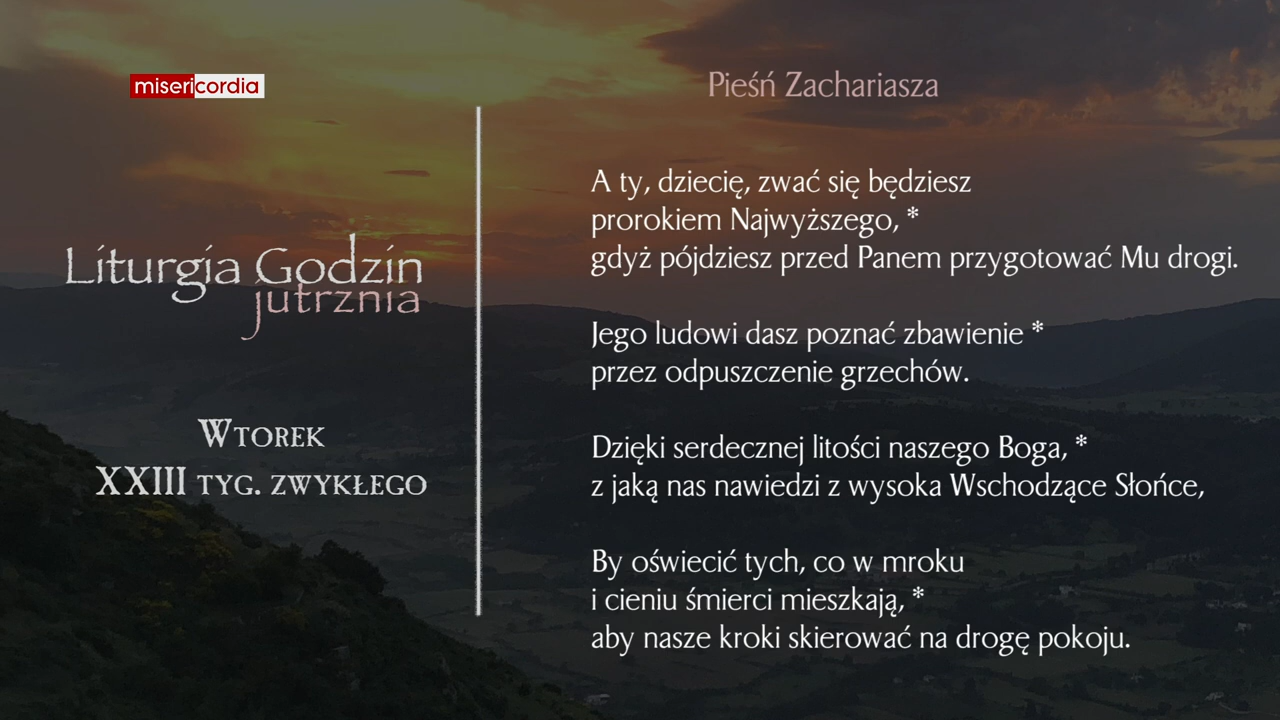 misericordia
Liturgia Godzin
jutrznia
Wtorek
XXIII tyg. zwykłego
Pieśń Zachariasza
A ty, dziecię, zwać się będziesz
prorokiem Najwyższego, *
gdyż pójdziesz przed Panem przygotować Mu drogi.
Jego ludowi dasz poznać zbawienie *
przez odpuszczenie grzechów.
Dzięki serdecznej litości naszego Boga, *
z jaką nas nawiedzi z wysoka Wschodzące Słońce,
By oświecić tych, co w mroku
i cieniu śmierci mieszkają, *
aby nasze kroki skierować na drogę pokoju.